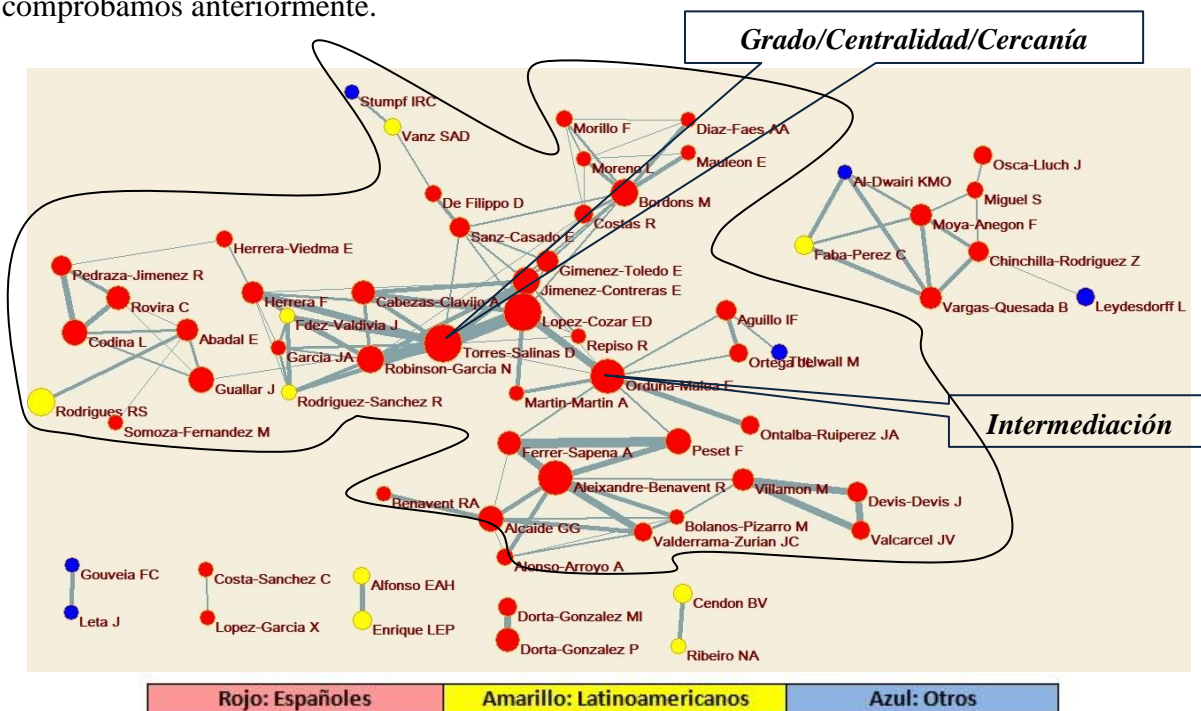 comprobamos anteriormente.
Grado/Centralidad/Cercanía
Stumpf IRC
Vanz SAD
Morillo F
Diaz-Faes AA
Moreno L
Mauleon E
Bordons M
Costas R
De Filippo D
Sanz-Casado E
Osca-Lluch J
Al-Dwairi KMO
Miguel S
Moya-Anegon F
Faba-Perez C
Chinchilla-Rodriguez Z
Vargas-Quesada B
Leydesdorff L
Herrera-Viedma E
Pedraza-Jimenez R
Rovira C
Codina L
Abadal E
Guallar J
Rodrigues RS
Somoza-Fernandez M
Herrera F
Fdez-Valdivia J
Garcia JA
Rodriguez-Sanchez R
Cabezas-Clavijo A
Robinson-Garcia N
Torres-Salinas D
Gimenez-Toledo E
Jimenez-Contreras E
Lopez-Cozar ED
Repiso R
Martin-Martin A
Orduna-Malea E
Aguillo IF
Ortega JL
Thelwall M
Ontalba-Ruiperez JA
Intermediación
Ferrer-Sapena A
Peset F
Aleixandre-Benavent R
Villamon M
Devis-Devis J
Valcarcel JV
Benavent RA
Alcaide GG
Bolanos-Pizarro M
Valderrama-Zurian JC
Alonso-Arroyo A
Gouveia FC
Leta J
Costa-Sanchez C
Lopez-Garcia X
Alfonso EAH
Enrique LEP
Dorta-Gonzalez MI
Dorta-Gonzalez P
Cendon BV
Ribeiro NA
Rojo: Españoles
Amarillo: Latinoamericanos
Azul: Otros